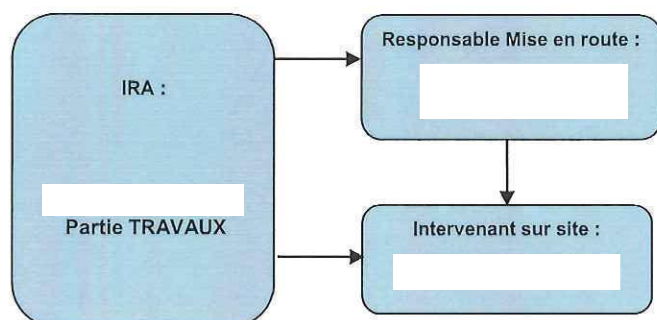 IRA :
Partie TRAVAUX
Responsable Mise en route :
Intervenant sur site :